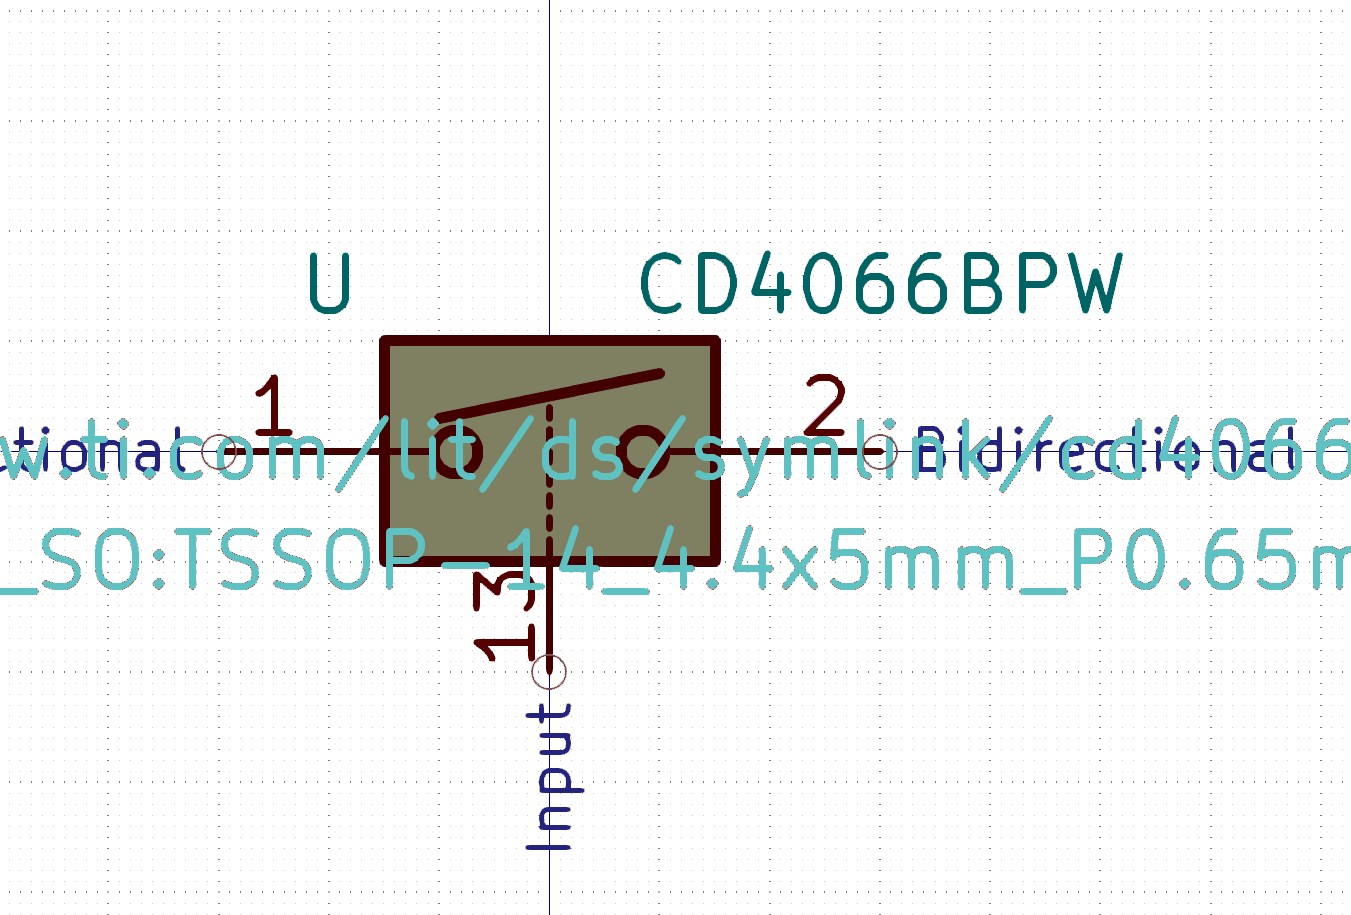 U
CD4066BPW
1
2
tional
w.ti.com/lit/ds/symlink/cd4066
Bidirectional
_SO:TSSOP-14_4.4x5mm_P0.65m
13
Input